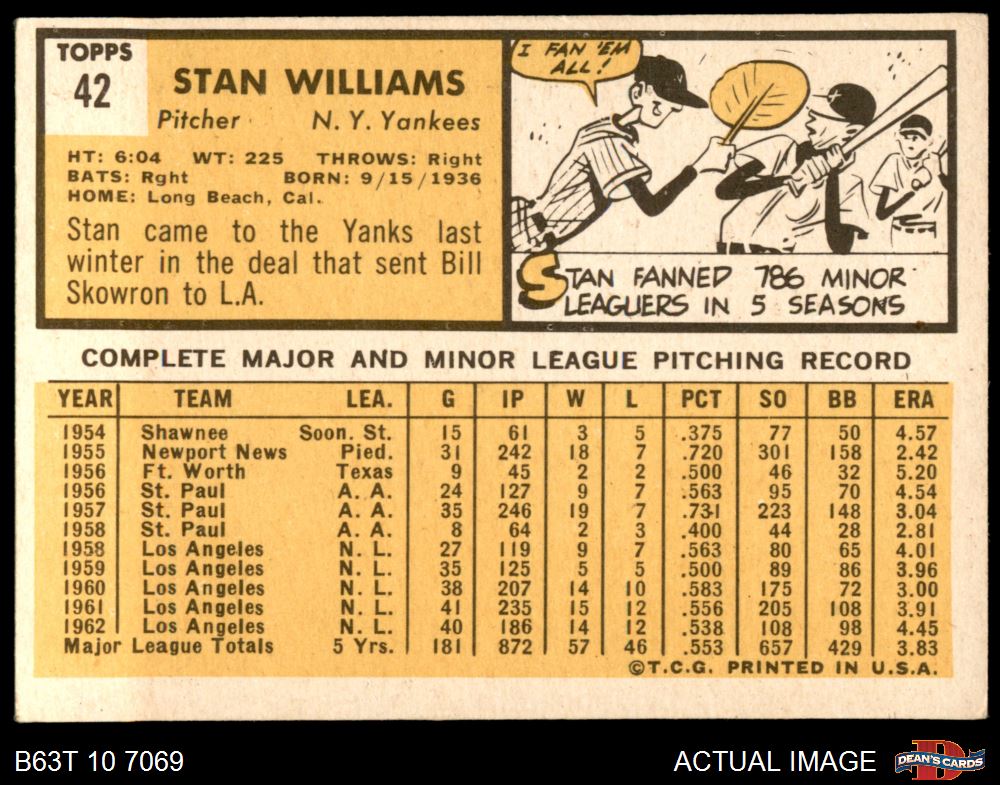 TOPPS
42
STAN WILLIAMS
Pitcher N. Y. Yankees
HT: 6:04 WT: 225 THROWS: Right
BATS: Rght BORN: 9/15/1936
HOME: Long Beach, Cal.
Stan came to the Yanks last
winter in the deal that sent Bill
Skowron to L.A.
I FAN 'EM
ALL!
STAN FANNED 786 MINOR
LEAGUERS IN 5 SEASONS
COMPLETE MAJOR AND MINOR LEAGUE PITCHING RECORD
YEAR TEAM LEA. G IP W L PCT SO BB ERA
1954 Shawnee Soon. St. 15 61 3 5 .375 77 50 4.57
1955 Newport News Pied. 31 242 18 7 .720 301 158 2.42
1956 Ft. Worth Texas 9 45 2 2 .500 46 32 5.20
1956 St. Paul A. A. 24 127 9 7 .563 95 70 4.54
1957 St. Paul A. A. 35 246 19 7 .731 223 148 3.04
1958 St. Paul A. A. 8 64 2 3 .400 44 28 2.81
1958 Los Angeles N. L. 27 119 9 7 .563 80 65 4.01
1959 Los Angeles N. L. 35 125 5 5 .500 89 86 3.96
1960 Los Angeles N. L. 38 207 14 10 .583 175 72 3.00
1961 Los Angeles N. L. 41 235 15 12 .556 205 108 3.91
1962 Los Angeles N. L. 40 186 14 12 .538 108 98 4.45
Major League Totals 5 Yrs. 181 872 57 46 .553 657 429 3.83
©T.C.G. PRINTED IN U.S.A.
B63T 10 7069 ACTUAL IMAGE
D
DEAN'S CARDS